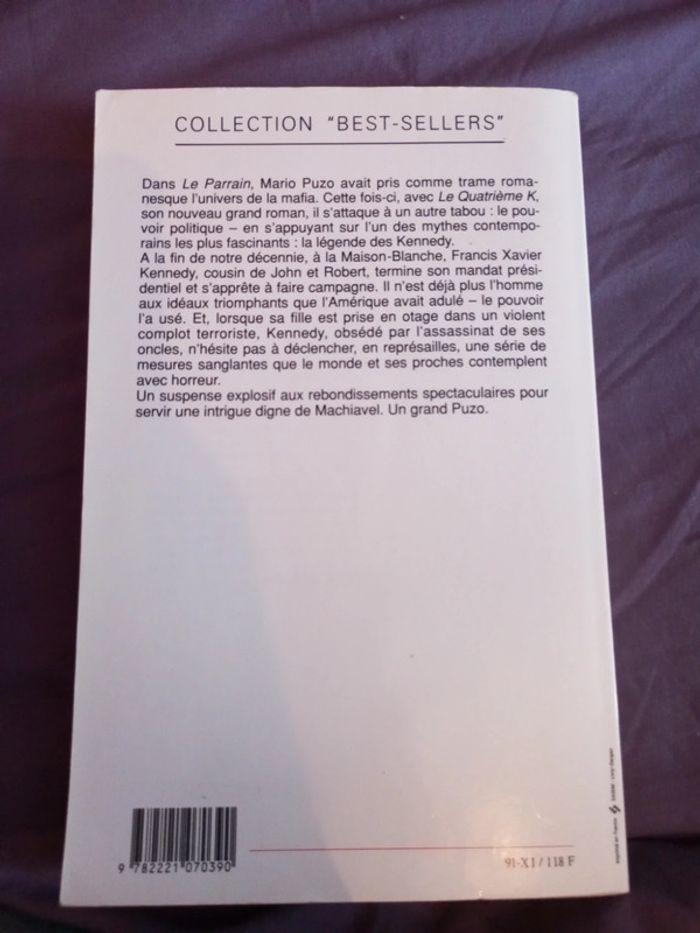 COLLECTION "BEST-SELLERS"
Dans Le Parrain, Mario Puzo avait pris comme trame roma-
nesque l'univers de la mafia. Cette fois-ci, avec Le Quatrième K,
son nouveau grand roman, il s'attaque à un autre tabou : le pou-
voir politique – en s'appuyant sur l'un des mythes contempo-
rains les plus fascinants : la légende des Kennedy.
A la fin de notre décennie, à la Maison-Blanche, Francis Xavier
Kennedy, cousin de John et Robert, termine son mandat prési-
dentiel et s'apprête à faire campagne. Il n'est déjà plus l'homme
aux idéaux triomphants que l'Amérique avait adulé – le pouvoir
l'a usé. Et, lorsque sa fille est prise en otage dans un violent
complot terroriste, Kennedy, obsédé par l'assassinat de ses
oncles, n'hésite pas à déclencher, en représailles, une série de
mesures sanglantes que le monde et ses proches contemplent
avec horreur.
Un suspense explosif aux rebondissements spectaculaires pour
servir une intrigue digne de Machiavel. Un grand Puzo.
9 782221 070390
91-XI / 118 F